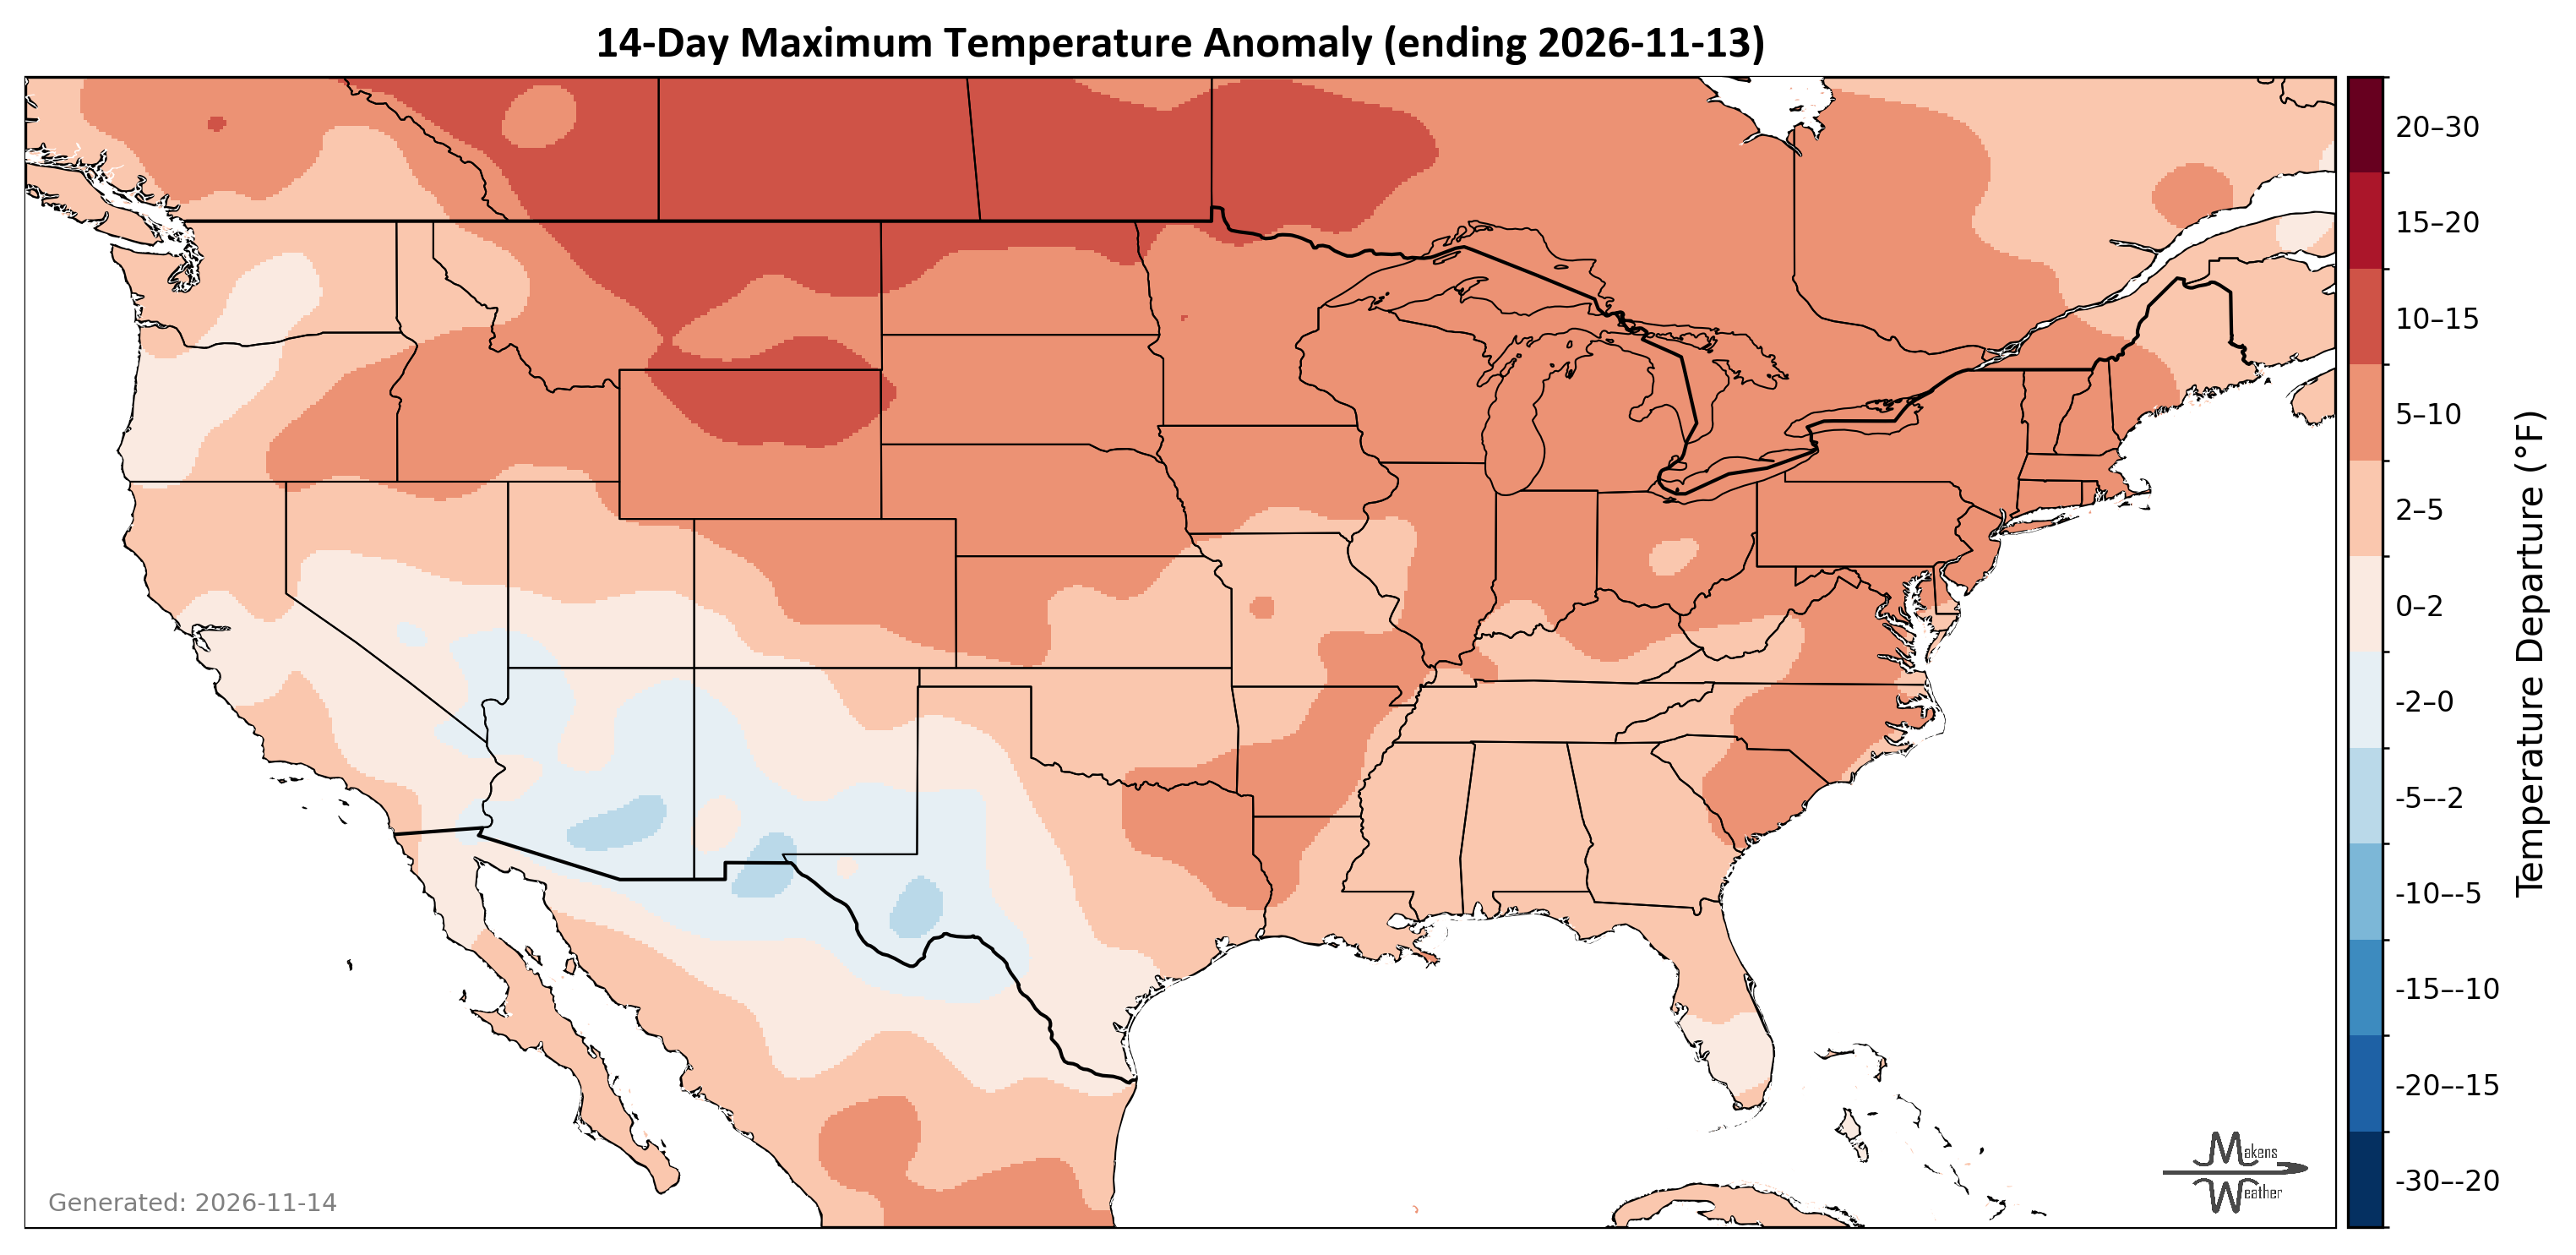 14-Day Maximum Temperature Anomaly (ending 2026-11-13)
20–30
15–20
10–15
5–10
2–5
0–2
-2–0
-5–-2
-10–-5
-15–-10
-20–-15
-30–-20
Temperature Departure (°F)
Generated: 2026-11-14
Makens
Weather